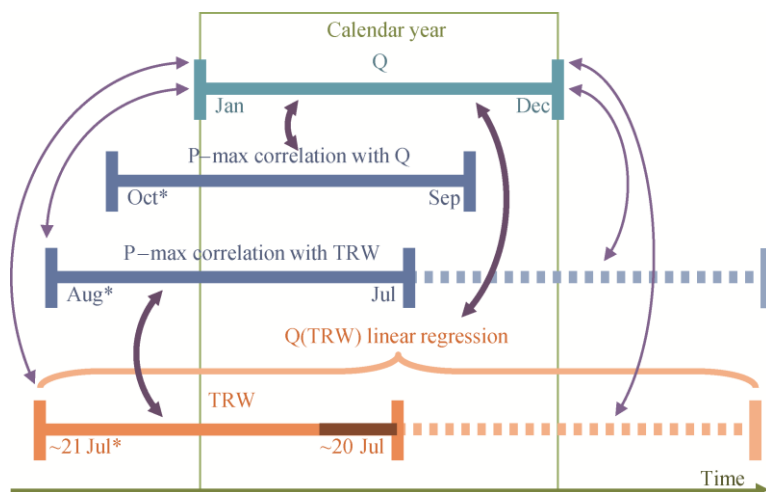 Calendar year
Q
Jan
Dec
P–max correlation with Q
Oct*
Sep
P–max correlation with TRW
Aug*
Jul
Q(TRW) linear regression
TRW
~21 Jul*
~20 Jul
Time